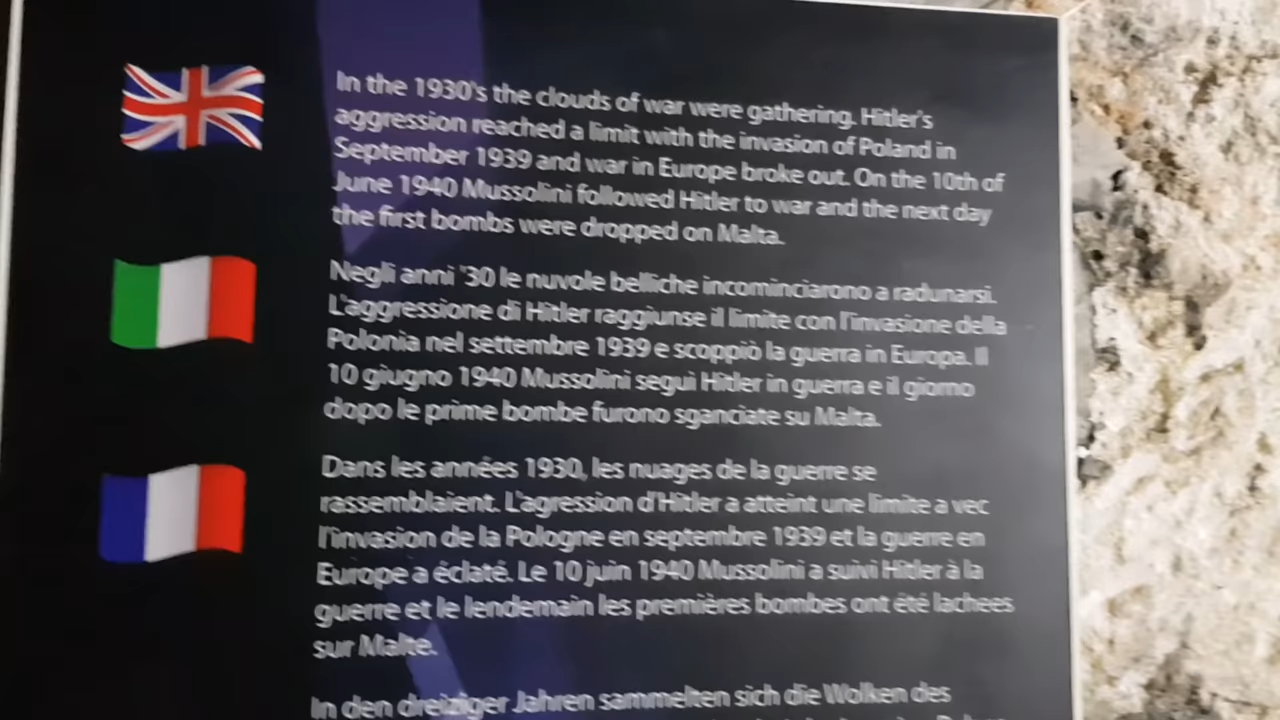 In the 1930's the clouds of war were gathering. Hitler's
aggression reached a limit with the invasion of Poland in
September 1939 and war in Europe broke out. On the 10th of
June 1940 Mussolini followed Hitler to war and the next day
the first bombs were dropped on Malta.
Negli anni '30 le nuvole belliche incominciarono a radunarsi.
L'aggressione di Hitler raggiunse il limite con l'invasione della
Polonia nel settembre 1939 e scoppiò la guerra in Europa. Il
10 giugno 1940 Mussolini seguì Hitler in guerra e il giorno
dopo le prime bombe furono sganciate su Malta.
Dans les années 1930, les nuages de la guerre se
rassemblaient. L'agression d'Hitler a atteint une limite a vec
l'invasion de la Pologne en septembre 1939 et la guerre en
Europe a éclaté. Le 10 juin 1940 Mussolini a suivi Hitler à la
guerre et le lendemain les premières bombes ont été lachees
sur Malte.
In den dreiziger Jahren sammelten sich die Wolken des